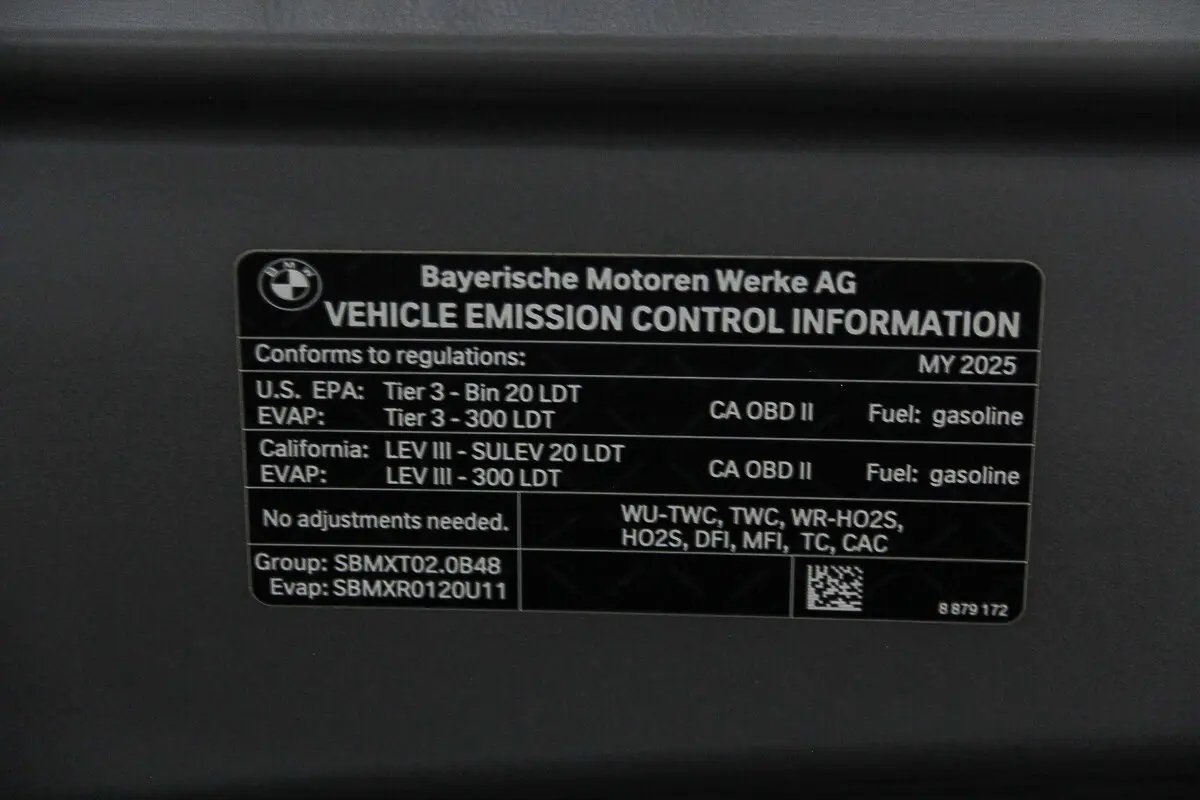 BMW
Bayerische Motoren Werke AG
VEHICLE EMISSION CONTROL INFORMATION
Conforms to regulations: MY 2025
U.S. EPA: Tier 3 - Bin 20 LDT
EVAP: Tier 3 - 300 LDT
CA OBD II Fuel: gasoline
California: LEV III - SULEV 20 LDT
EVAP: LEV III - 300 LDT
CA OBD II Fuel: gasoline
No adjustments needed.
WU-TWC, TWC, WR-HO2S,
HO2S, DFI, MFI, TC, CAC
Group: SBMXT02.0B48
Evap: SBMXR0120U11
8 879 172